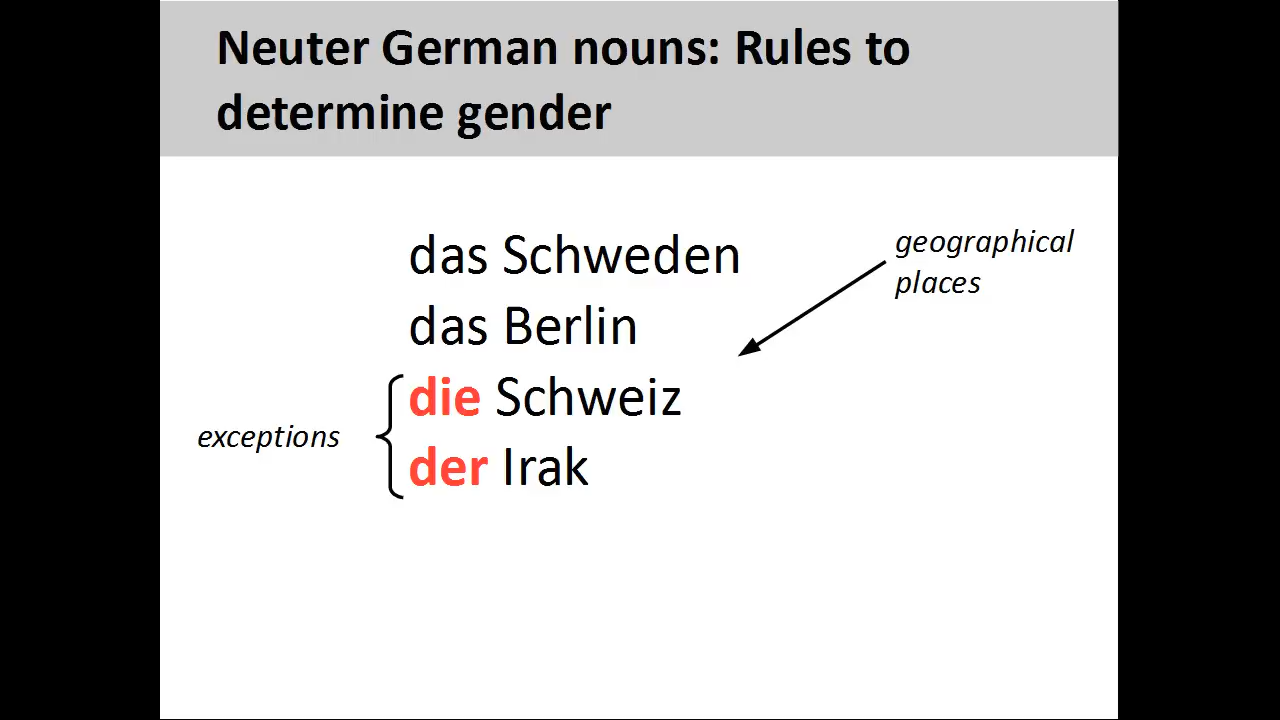 Neuter German nouns: Rules to
determine gender
geographical
places
das Schweden
das Berlin
die Schweiz
der Irak
exceptions